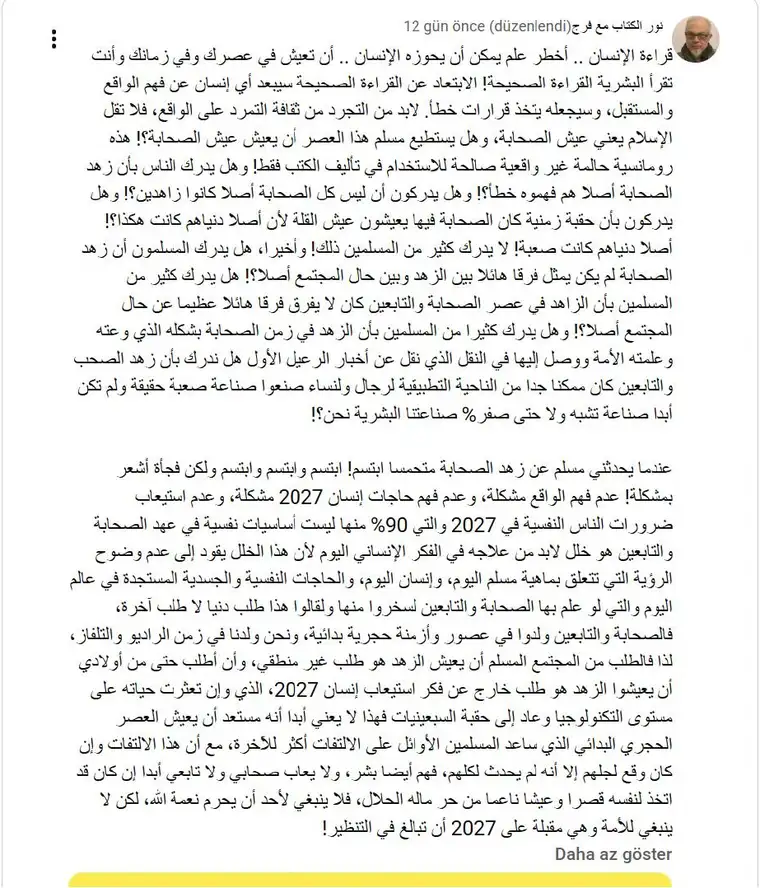 نور الكتاب مع فرج(düzenlendi) 12 gün önce
قراءة الإنسان .. أخطر علم يمكن أن يحوزه الإنسان .. أن تعيش في عصرك وفي زمانك وأنت
تقرأ البشرية القراءة الصحيحة! الابتعاد عن القراءة الصحيحة سيبعد أي إنسان عن فهم الواقع
والمستقبل، وسيجعله يتخذ قرارات خطأ. لابد من التجرد من ثقافة التمرد على الواقع، فلا تقل
الإسلام يعني عيش الصحابة، وهل يستطيع مسلم هذا العصر أن يعيش عيش الصحابة؟! هذه
رومانسية حالمة غير واقعية صالحة للاستخدام في تأليف الكتب فقط! وهل يدرك الناس بأن زهد
الصحابة أصلا هم فهموه خطأ؟! وهل يدركون أن ليس كل الصحابة أصلا كانوا زاهدين؟! وهل
يدركون بأن حقبة زمنية كان الصحابة فيها يعيشون عيش القلة لأن أصلا دنياهم كانت هكذا؟!
أصلا دنياهم كانت صعبة! لا يدرك كثير من المسلمين ذلك! وأخيرا، هل يدرك المسلمون أن زهد
الصحابة لم يكن يمثل فرقا هائلا بين الزهد وبين حال المجتمع أصلا؟! هل يدرك كثير من
المسلمين بأن الزاهد في عصر الصحابة والتابعين كان لا يفرق فرقا هائلا عظيما عن حال
المجتمع أصلا؟! وهل يدرك كثيرا من المسلمين بأن الزهد في زمن الصحابة بشكله الذي وعته
وعلمته الأمة ووصل إليها في النقل الذي نقل عن أخبار الرعيل الأول هل ندرك بأن زهد الصحب
والتابعين كان ممكنا جدا من الناحية التطبيقية لرجال ولنساء صنعوا صناعة صعبة حقيقة ولم تكن
أبدا صناعة تشبه ولا حتى صفر% صناعتنا البشرية نحن؟!
عندما يحدثني مسلم عن زهد الصحابة متحمسا ابتسم! ابتسم وابتسم وابتسم ولكن فجأة أشعر
بمشكلة! عدم فهم الواقع مشكلة، وعدم فهم حاجات إنسان 2027 مشكلة، وعدم استيعاب
ضرورات الناس النفسية في 2027 والتي 90% منها ليست أساسيات نفسية في عهد الصحابة
والتابعين هو خلل لابد من علاجه في الفكر الإنساني اليوم لأن هذا الخلل يقود إلى عدم وضوح
الرؤية التي تتعلق بماهية مسلم اليوم، وإنسان اليوم، والحاجات النفسية والجسدية المستجدة في عالم
اليوم والتي لو علم بها الصحابة والتابعين لسخروا منها ولقالوا هذا طلب دنيا لا طلب آخرة،
فالصحابة والتابعين ولدوا في عصور وأزمنة حجرية بدائية، ونحن ولدنا في زمن الراديو والتلفاز،
لذا فالطلب من المجتمع المسلم أن يعيش الزهد هو طلب غير منطقي، وأن أطلب حتى من أولادي
أن يعيشوا الزهد هو طلب خارج عن فكر استيعاب إنسان 2027، الذي وإن تعثرت حياته على
مستوى التكنولوجيا وعاد إلى حقبة السبعينيات فهذا لا يعني أبدا أنه مستعد أن يعيش العصر
الحجري البدائي الذي ساعد المسلمين الأوائل على الالتفات أكثر للآخرة، مع أن هذا الالتفات وإن
كان وقع لجلهم إلا أنه لم يحدث لكلهم، فهم أيضا بشر، ولا يعاب صحابي ولا تابعي أبدا إن كان قد
اتخذ لنفسه قصرا وعيشا ناعما من حر ماله الحلال، فلا ينبغي لأحد أن يحرم نعمة الله، لكن لا
ينبغي للأمة وهي مقبلة على 2027 أن تبالغ في التنظير!
Daha az göster